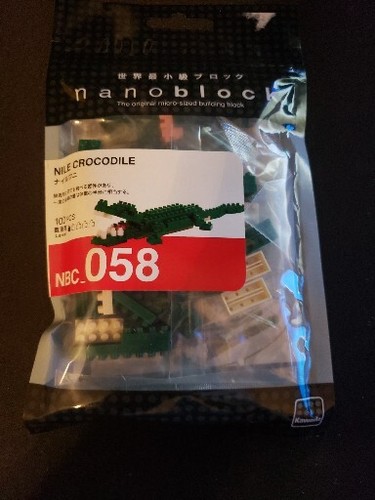 世界最小級ブロック
nanoblock
The original micro-sized building block
NILE CROCODILE
ナイルワニ
NBC_058
Kawada